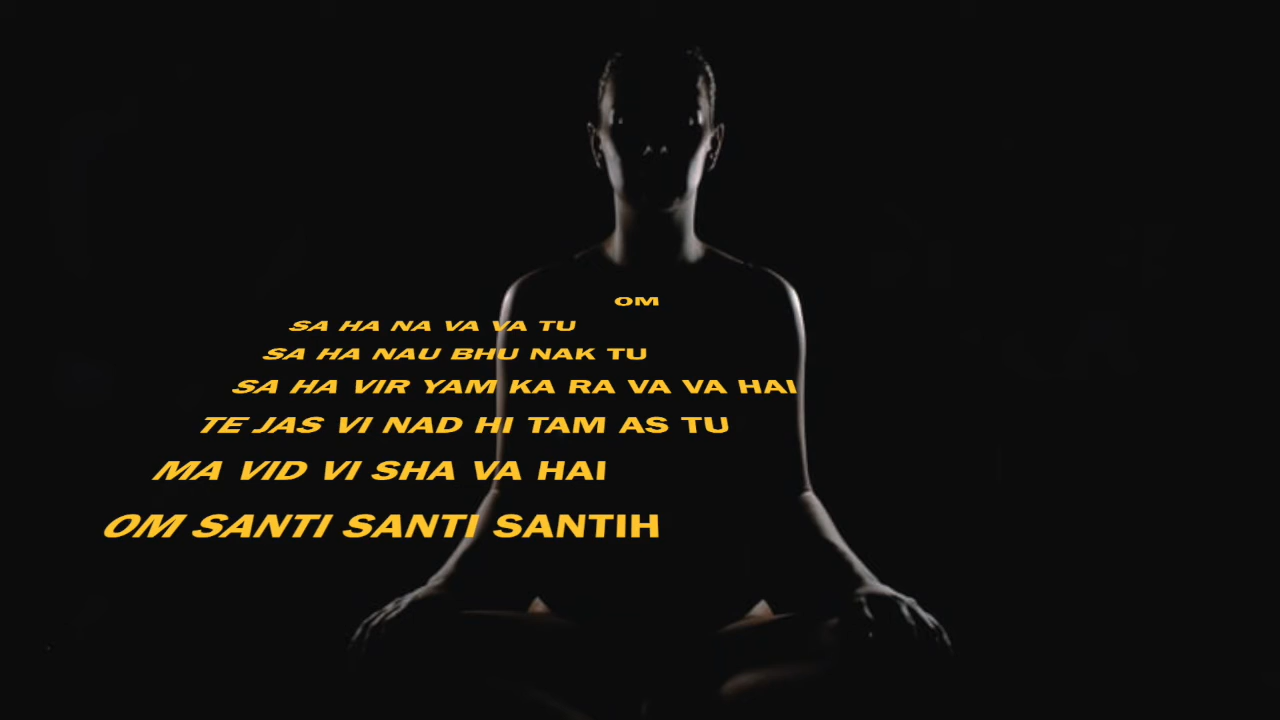 OM
SA HA NA VA VA TU
SA HA NAU BHU NAK TU
SA HA VIR YAM KA RA VA VA HAI
TE JAS VI NAD HI TAM AS TU
MA VID VI SHA VA HAI
OM SANTI SANTI SANTIH